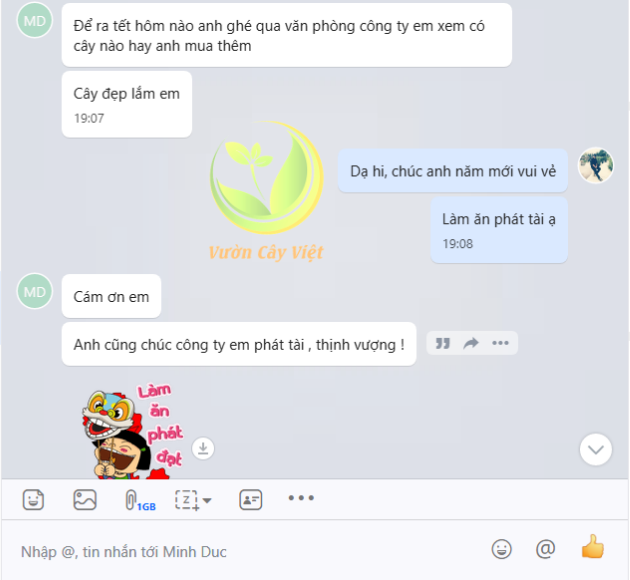 MD
Để ra tết hôm nào anh ghé qua văn phòng công ty em xem có
cây nào hay anh mua thêm
Cây đẹp lắm em
19:07
Dạ hi, chúc anh năm mới vui vẻ
Làm ăn phát tài ạ
19:08
Vườn Cây Việt
MD
Cám ơn em
Anh cũng chúc công ty em phát tài , thịnh vượng !
Làm
ăn
phát
đạt
1GB
Z
Nhập @, tin nhắn tới Minh Duc
@